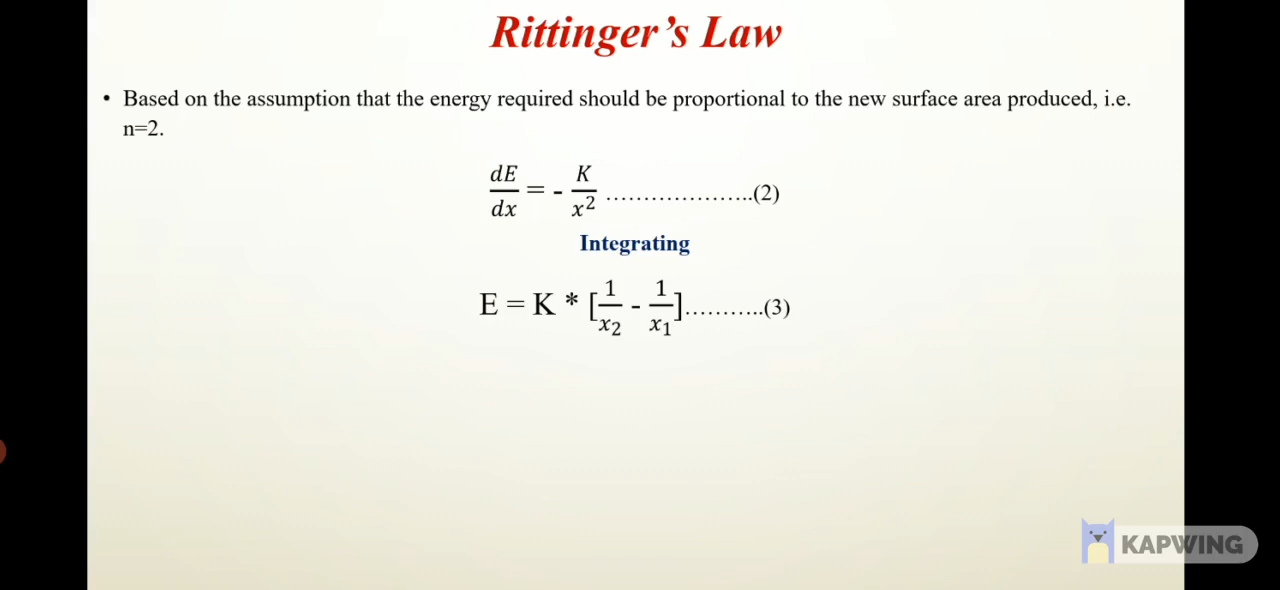 Rittinger's Law
• Based on the assumption that the energy required should be proportional to the new surface area produced, i.e.
n=2.
dE/dx = - K/x² .....................(2)
Integrating
E = K * [1/x₂ - 1/x₁]...........(3)
KAPWING